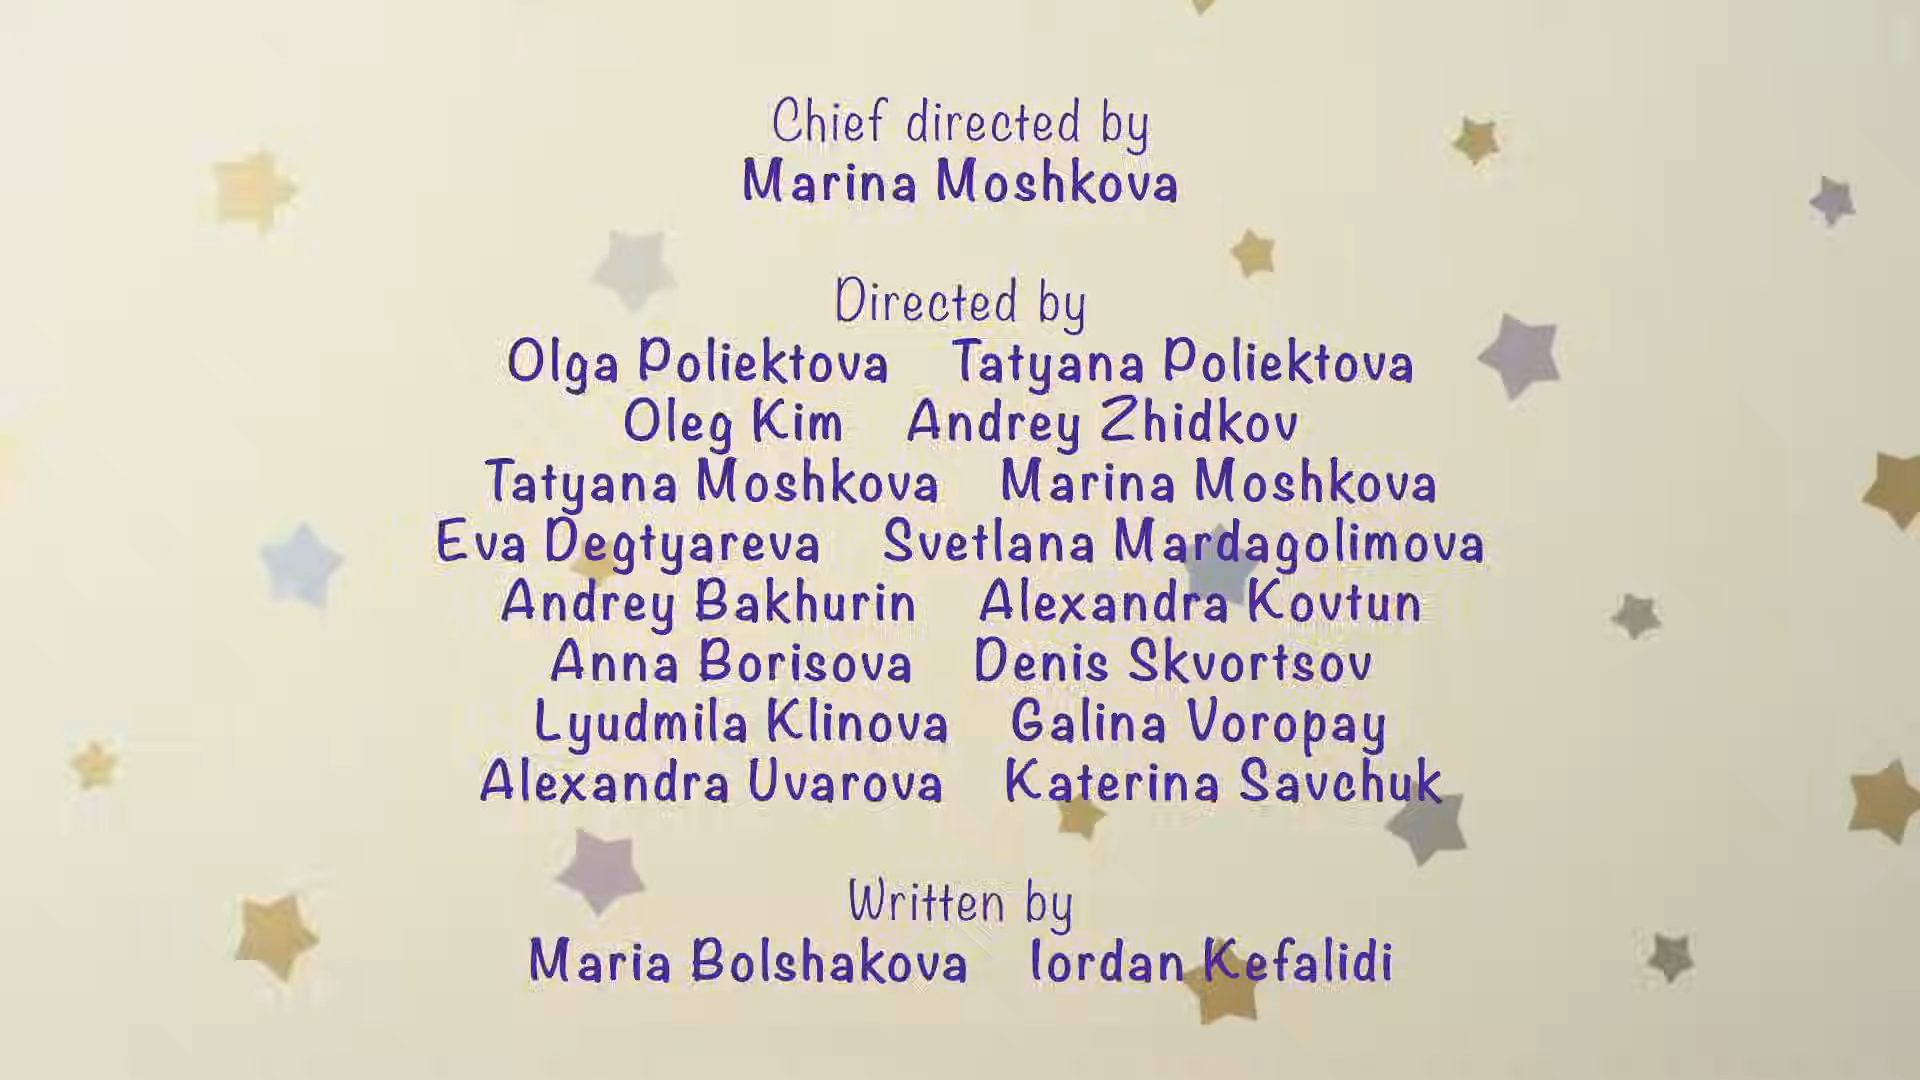 Chief directed by
Marina Moshkova
Directed by
Olga Poliektova Tatyana Poliektova
Oleg Kim Andrey Zhidkov
Tatyana Moshkova Marina Moshkova
Eva Degtyareva Svetlana Mardagolimova
Andrey Bakhurin Alexandra Kovtun
Anna Borisova Denis Skvortsov
Lyudmila Klinova Galina Voropay
Alexandra Uvarova Katerina Savchuk
Written by
Maria Bolshakova Iordan Kefalidi